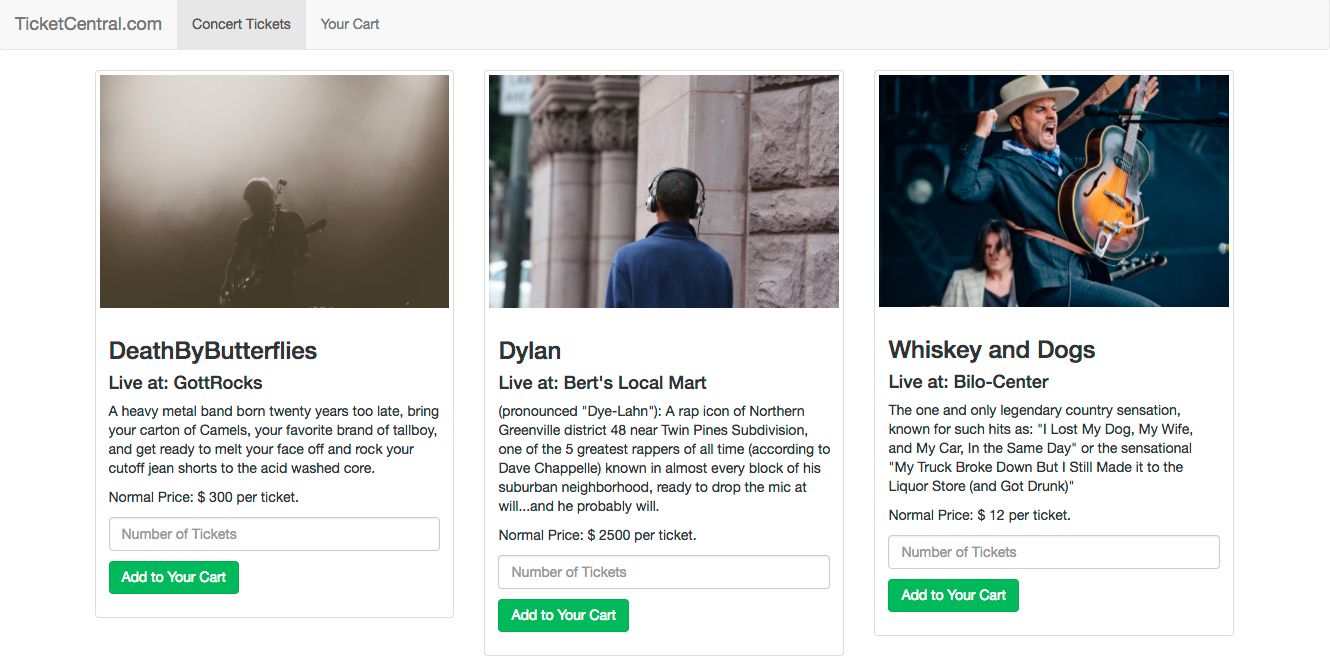 TicketCentral.com
Concert Tickets
Your Cart
DeathByButterflies
Live at: GottRocks
A heavy metal band born twenty years too late, bring
your carton of Camels, your favorite brand of tallboy,
and get ready to melt your face off and rock your
cutoff jean shorts to the acid washed core.
Normal Price: $ 300 per ticket.
Number of Tickets
Add to Your Cart
Dylan
Live at: Bert's Local Mart
(pronounced "Dye-Lahn"): A rap icon of Northern
Greenville district 48 near Twin Pines Subdivision,
one of the 5 greatest rappers of all time (according to
Dave Chappelle) known in almost every block of his
suburban neighborhood, ready to drop the mic at
will...and he probably will.
Normal Price: $ 2500 per ticket.
Number of Tickets
Add to Your Cart
Whiskey and Dogs
Live at: Bilo-Center
The one and only legendary country sensation,
known for such hits as: "I Lost My Dog, My Wife,
and My Car, In the Same Day" or the sensational
"My Truck Broke Down But I Still Made it to the
Liquor Store (and Got Drunk)"
Normal Price: $ 12 per ticket.
Number of Tickets
Add to Your Cart